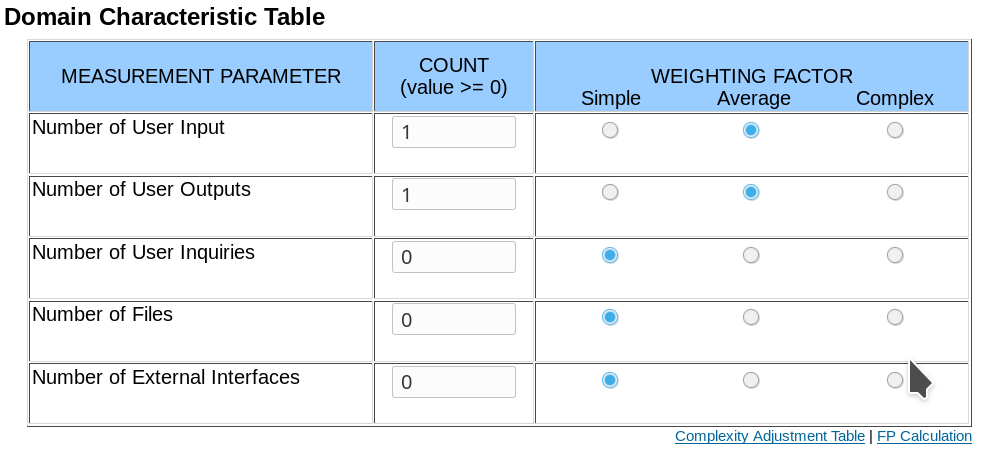 Domain Characteristic Table
MEASUREMENT PARAMETER
COUNT
(value >= 0)
WEIGHTING FACTOR
Simple Average Complex
Number of User Input 1
Number of User Outputs 1
Number of User Inquiries 0
Number of Files 0
Number of External Interfaces 0
Complexity Adjustment Table | FP Calculation